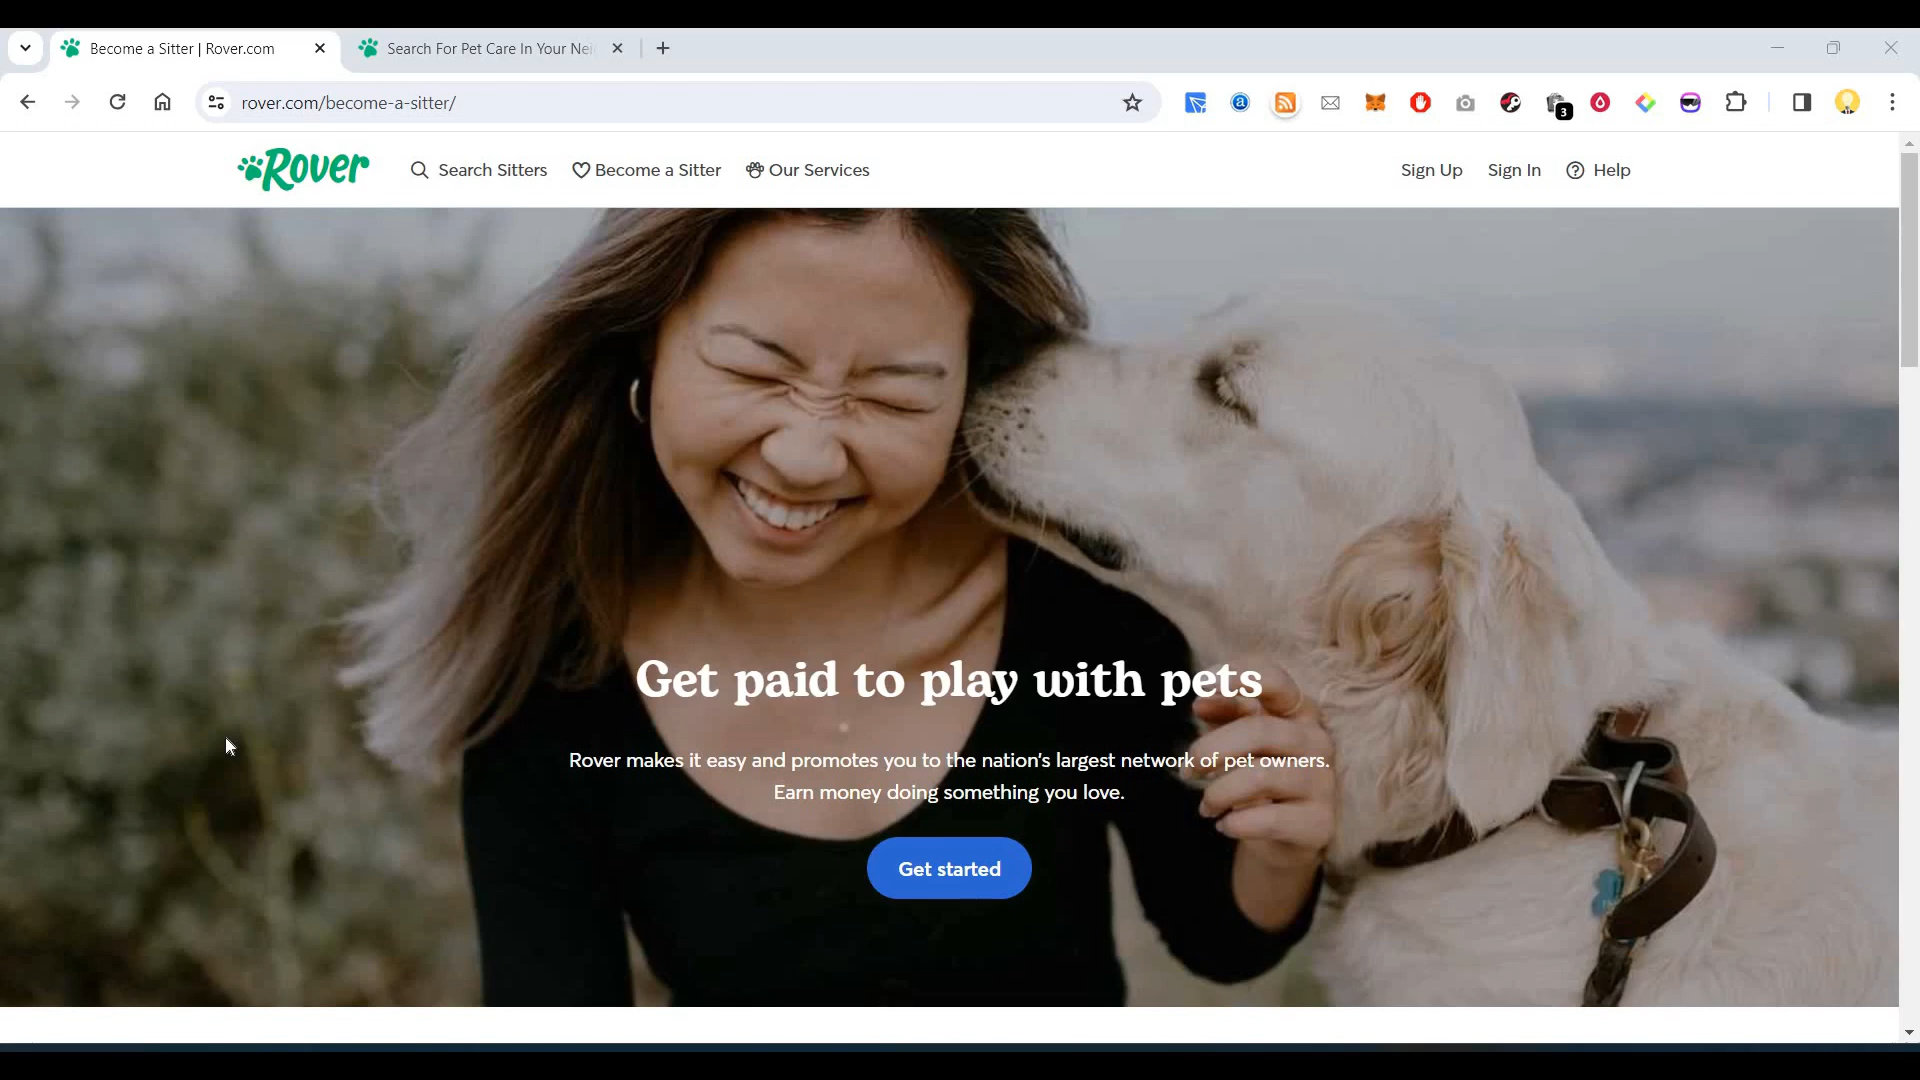 Become a Sitter | Rover.com
Search For Pet Care In Your Nei
rover.com/become-a-sitter/
3
Rover
Search Sitters
Become a Sitter
Our Services
Sign Up
Sign In
Help
Get paid to play with pets
Rover makes it easy and promotes you to the nation's largest network of pet owners.
Earn money doing something you love.
Get started